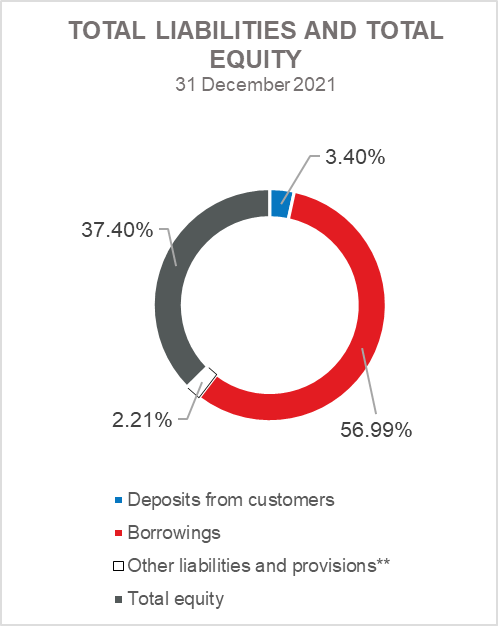 TOTAL LIABILITIES AND TOTAL
EQUITY
31 December 2021
3.40%
37.40%
2.21%
56.99%
Deposits from customers
Borrowings
Other liabilities and provisions**
Total equity